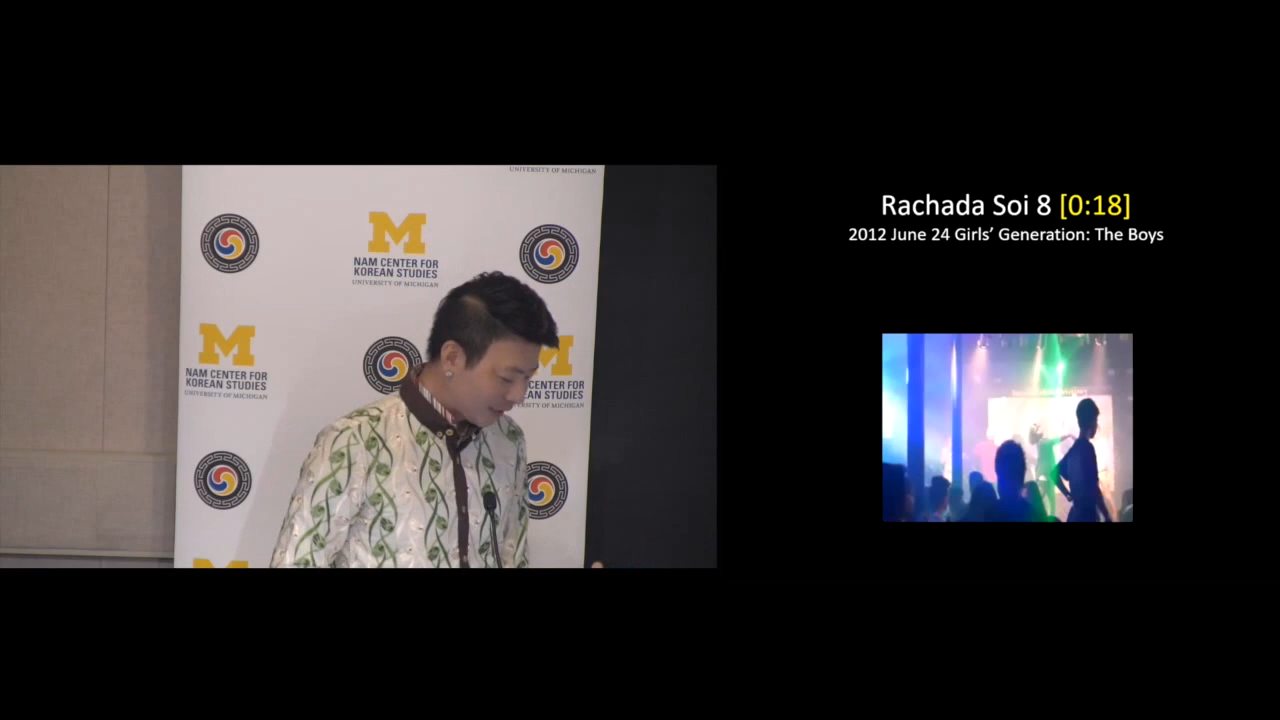 UNIVERSITY OF MICHIGAN
M
NAM CENTER FOR
KOREAN STUDIES
UNIVERSITY OF MICHIGAN
M
NAM CENTER FOR
KOREAN STUDIES
UNIVERSITY OF MICHIGAN
CENTER FOR
EAN STUDIES
UNIVERSITY OF MICHIGAN
Rachada Soi 8 [0:18]
2012 June 24 Girls’ Generation: The Boys